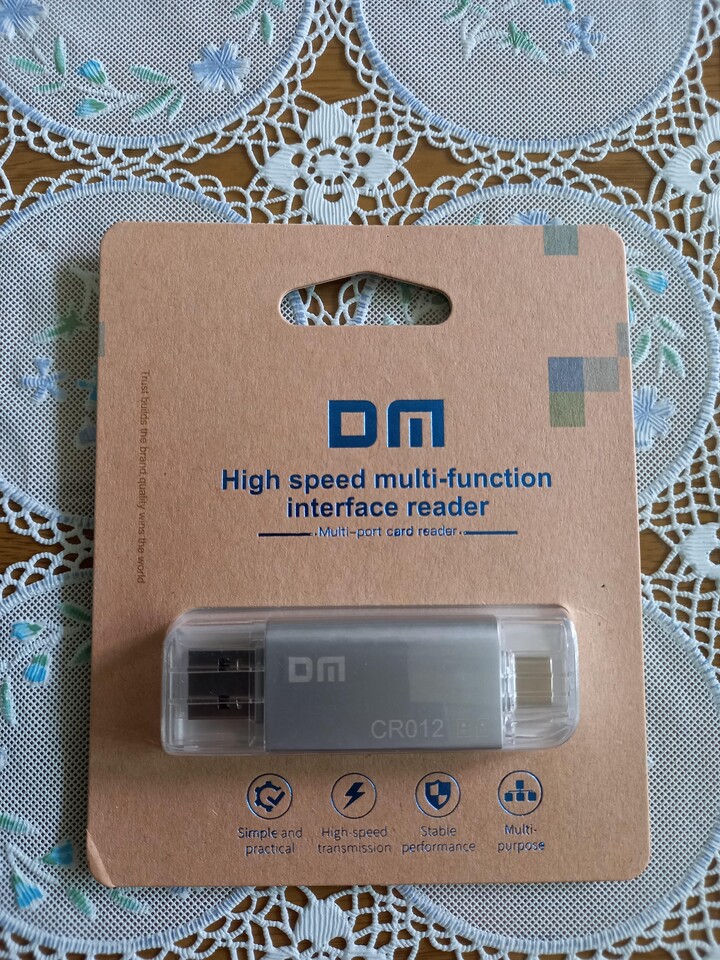 DM
High speed multi-function
interface reader
Multi-port card reader
Trust builds the brand quality wins the world
DM
CR012
Simple and
practical
High-speed
transmission
Stable
performance
Multi-
purpose